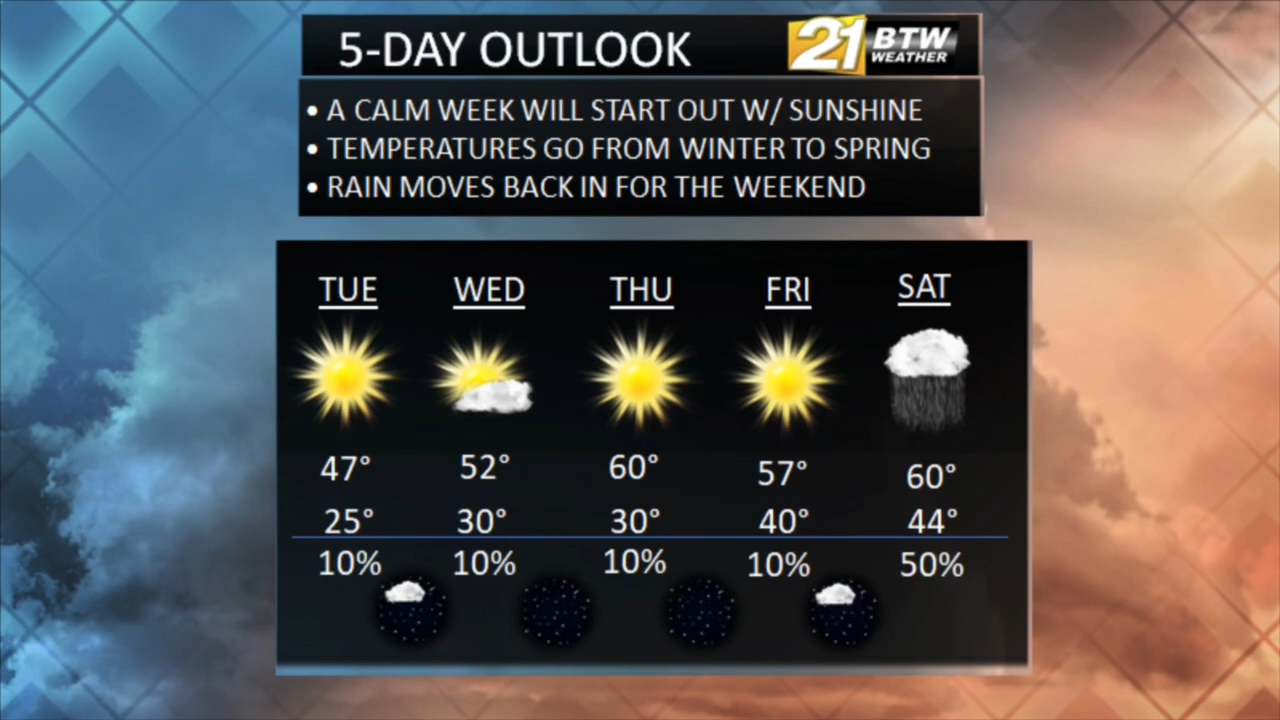 5-DAY OUTLOOK
21 BTW
WEATHER
• A CALM WEEK WILL START OUT W/ SUNSHINE
• TEMPERATURES GO FROM WINTER TO SPRING
• RAIN MOVES BACK IN FOR THE WEEKEND
TUE WED THU FRI SAT
47° 52° 60° 57° 60°
25° 30° 30° 40° 44°
10% 10% 10% 10% 50%